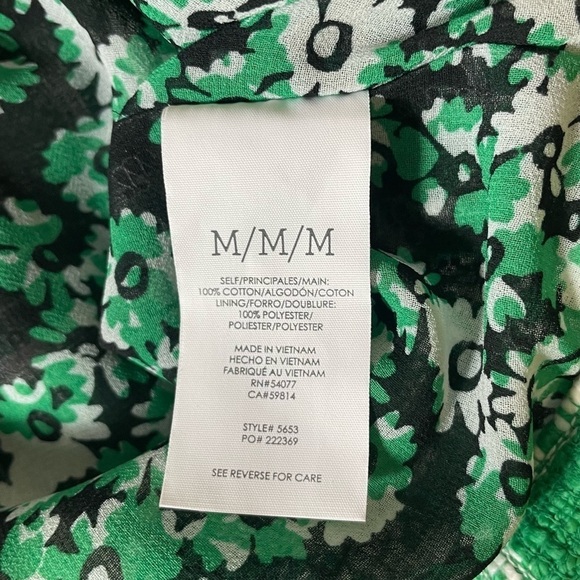 M/M/M
SELF/PRINCIPALES/MAIN:
100% COTTON/ALGODÓN/COTON
LINING/FORRO/DOUBLURE:
100% POLYESTER/
POLIESTER/POLYESTER
MADE IN VIETNAM
HECHO EN VIETNAM
FABRIQUÉ AU VIETNAM
RN#54077
CA#59814
STYLE# 5653
PO# 222369
SEE REVERSE FOR CARE